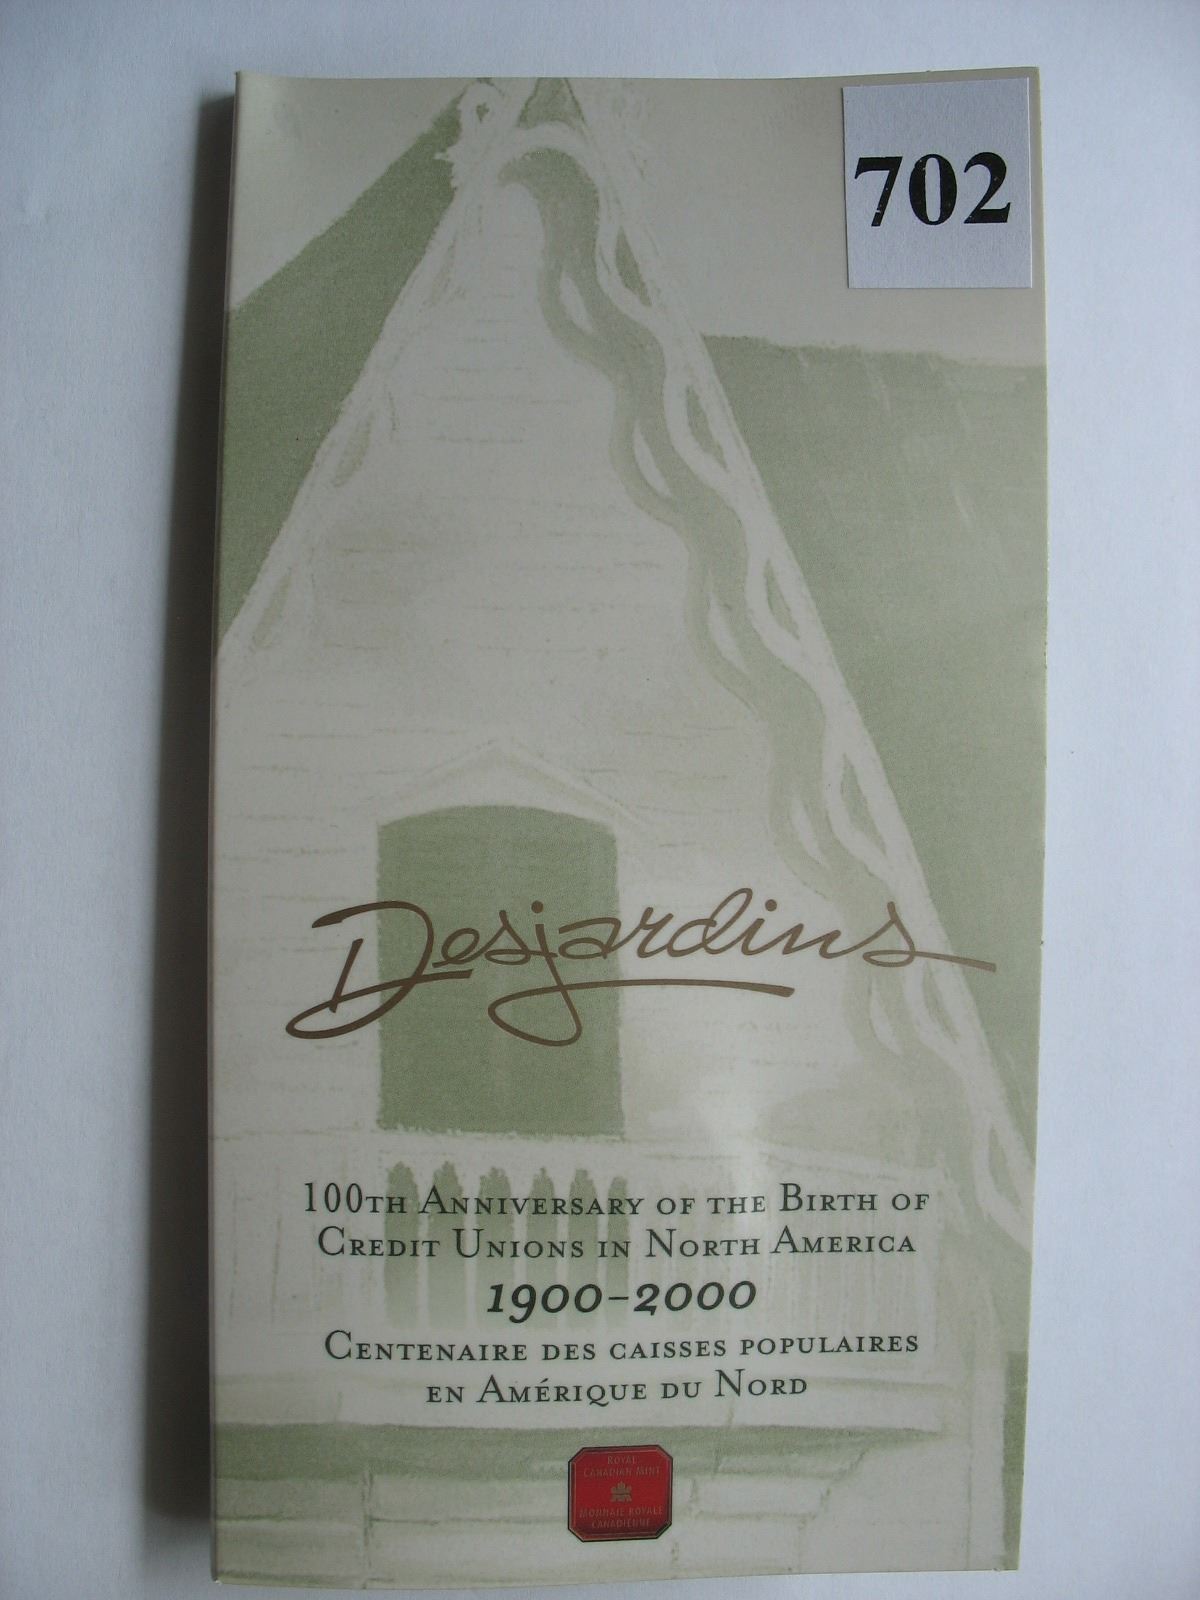 702
Desjardins
100TH ANNIVERSARY OF THE BIRTH OF
CREDIT UNIONS IN NORTH AMERICA
1900-2000
CENTENAIRE DES CAISSES POPULAIRES
EN AMÉRIQUE DU NORD
ROYAL
CANADIAN MINT
MONNAIE ROYALE
CANADIENNE